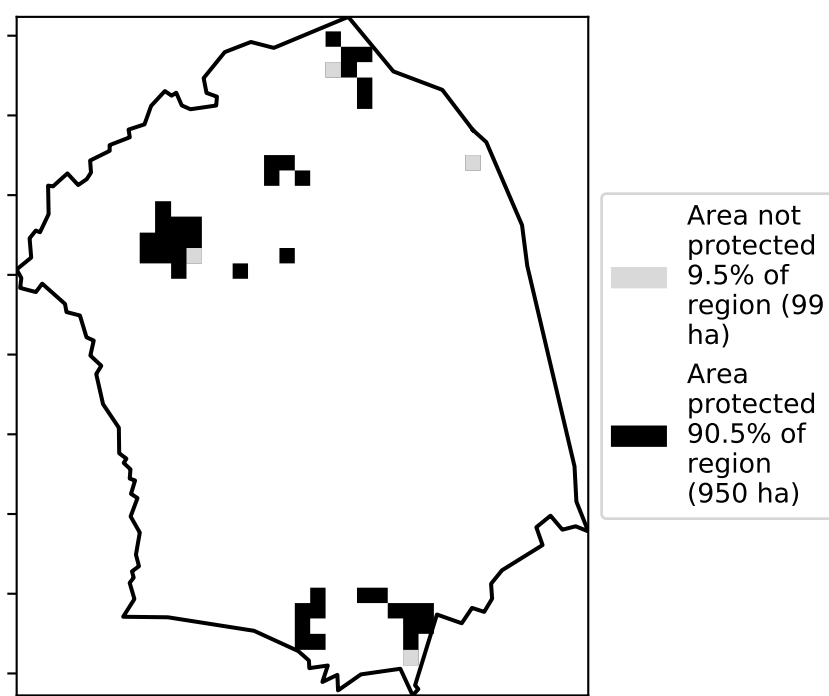 Area not
protected
9.5% of
region (99
ha)
Area
protected
90.5% of
region
(950 ha)